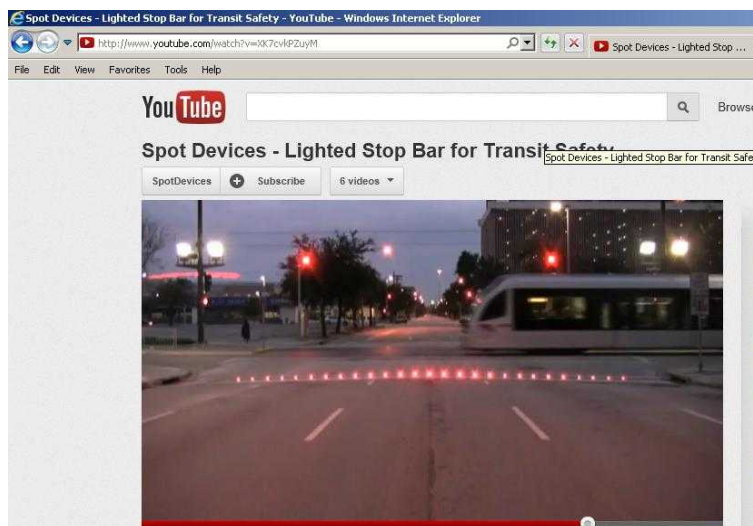 Spot Devices - Lighted Stop Bar for Transit Safety - YouTube - Windows Internet Explorer
http://www.youtube.com/watch?v=XK7cvkPZuyM
Spot Devices - Lighted Stop ...
File Edit View Favorites Tools Help
YouTube
Browse
Spot Devices - Lighted Stop Bar for Transit Safety
Spot Devices - Lighted Stop Bar for Transit Safe
SpotDevices Subscribe 6 videos